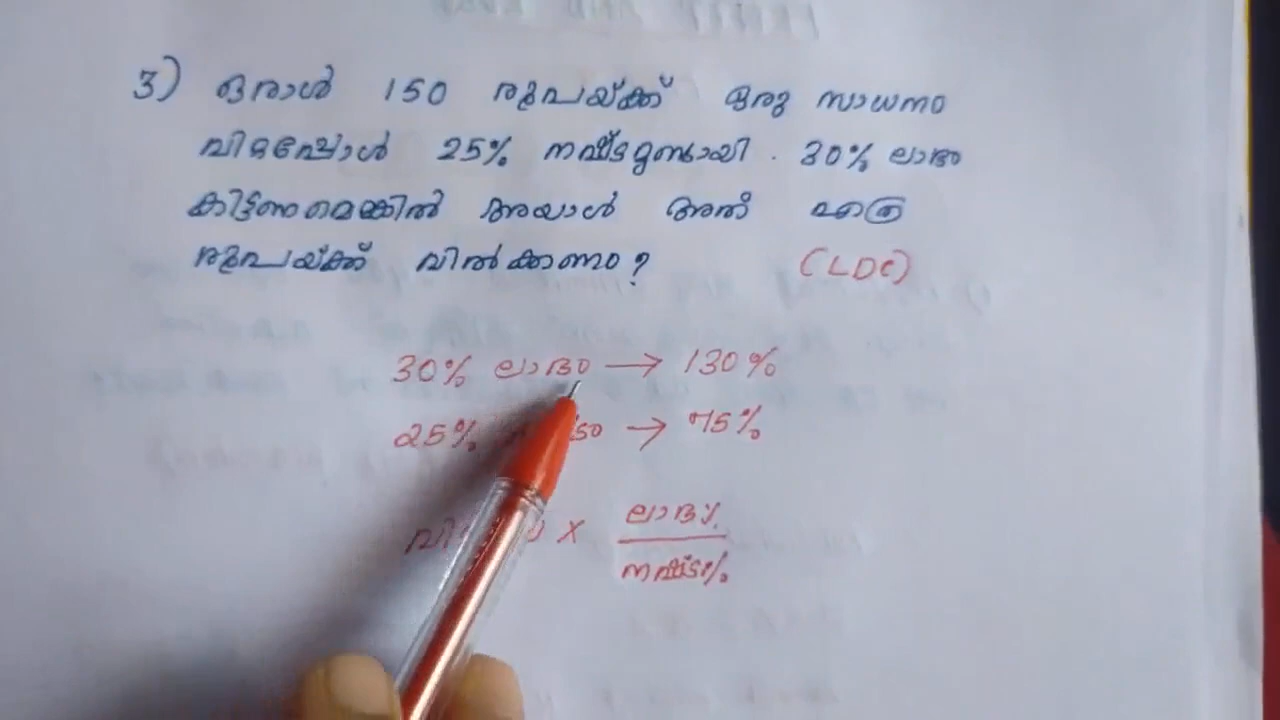 3) ഒരാൾ 150 രൂപയ്ക്ക് ഒരു സാധനം
വിറ്റപ്പോൾ 25% നഷ്ടമുണ്ടായി. 30% ലാഭം
കിട്ടണമെങ്കിൽ അയാൾ അത് എത്ര
രൂപയ്ക്ക് വിൽക്കണം? (LDC)
30% ലാഭം → 130%
25% → 75%
× ലാഭ%
നഷ്ട%